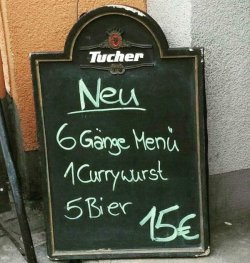 Tucher
Neu
6 Gänge Menü
1 Currywurst
5 Bier
15€